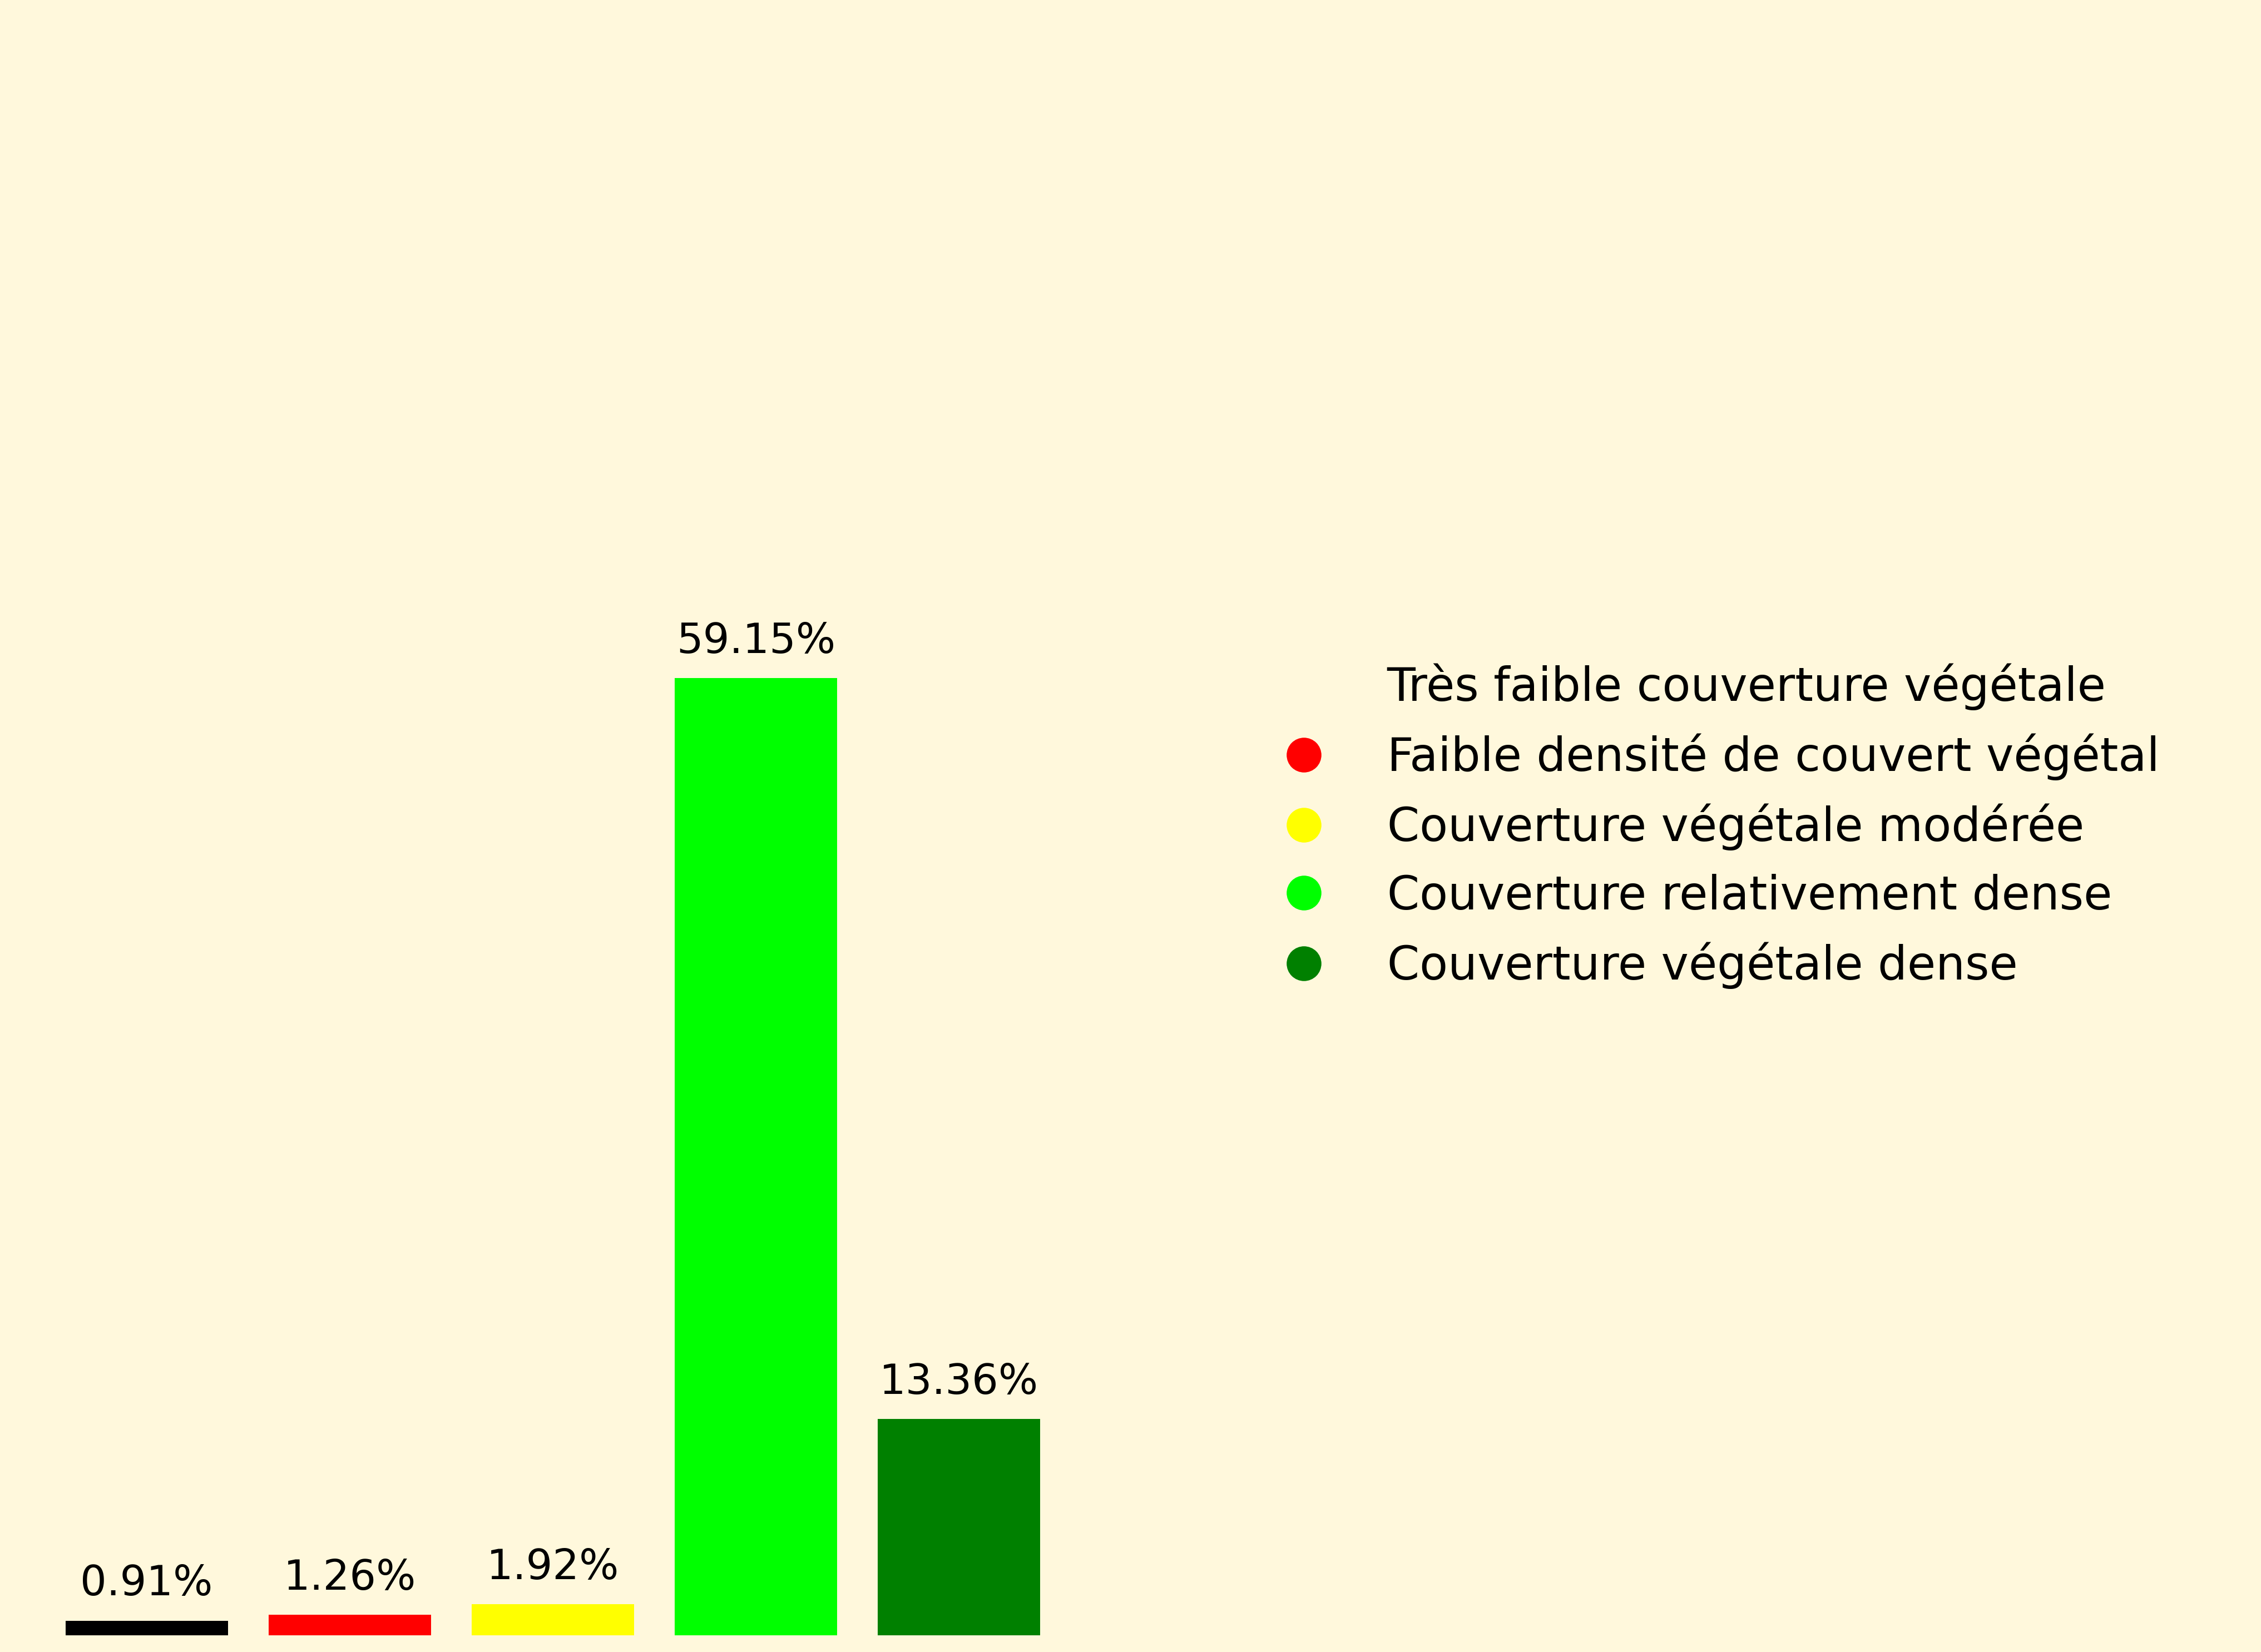 59.15%
Très faible couverture végétale
Faible densité de couvert végétal
Couverture végétale modérée
Couverture relativement dense
Couverture végétale dense
13.36%
0.91%
1.26%
1.92%